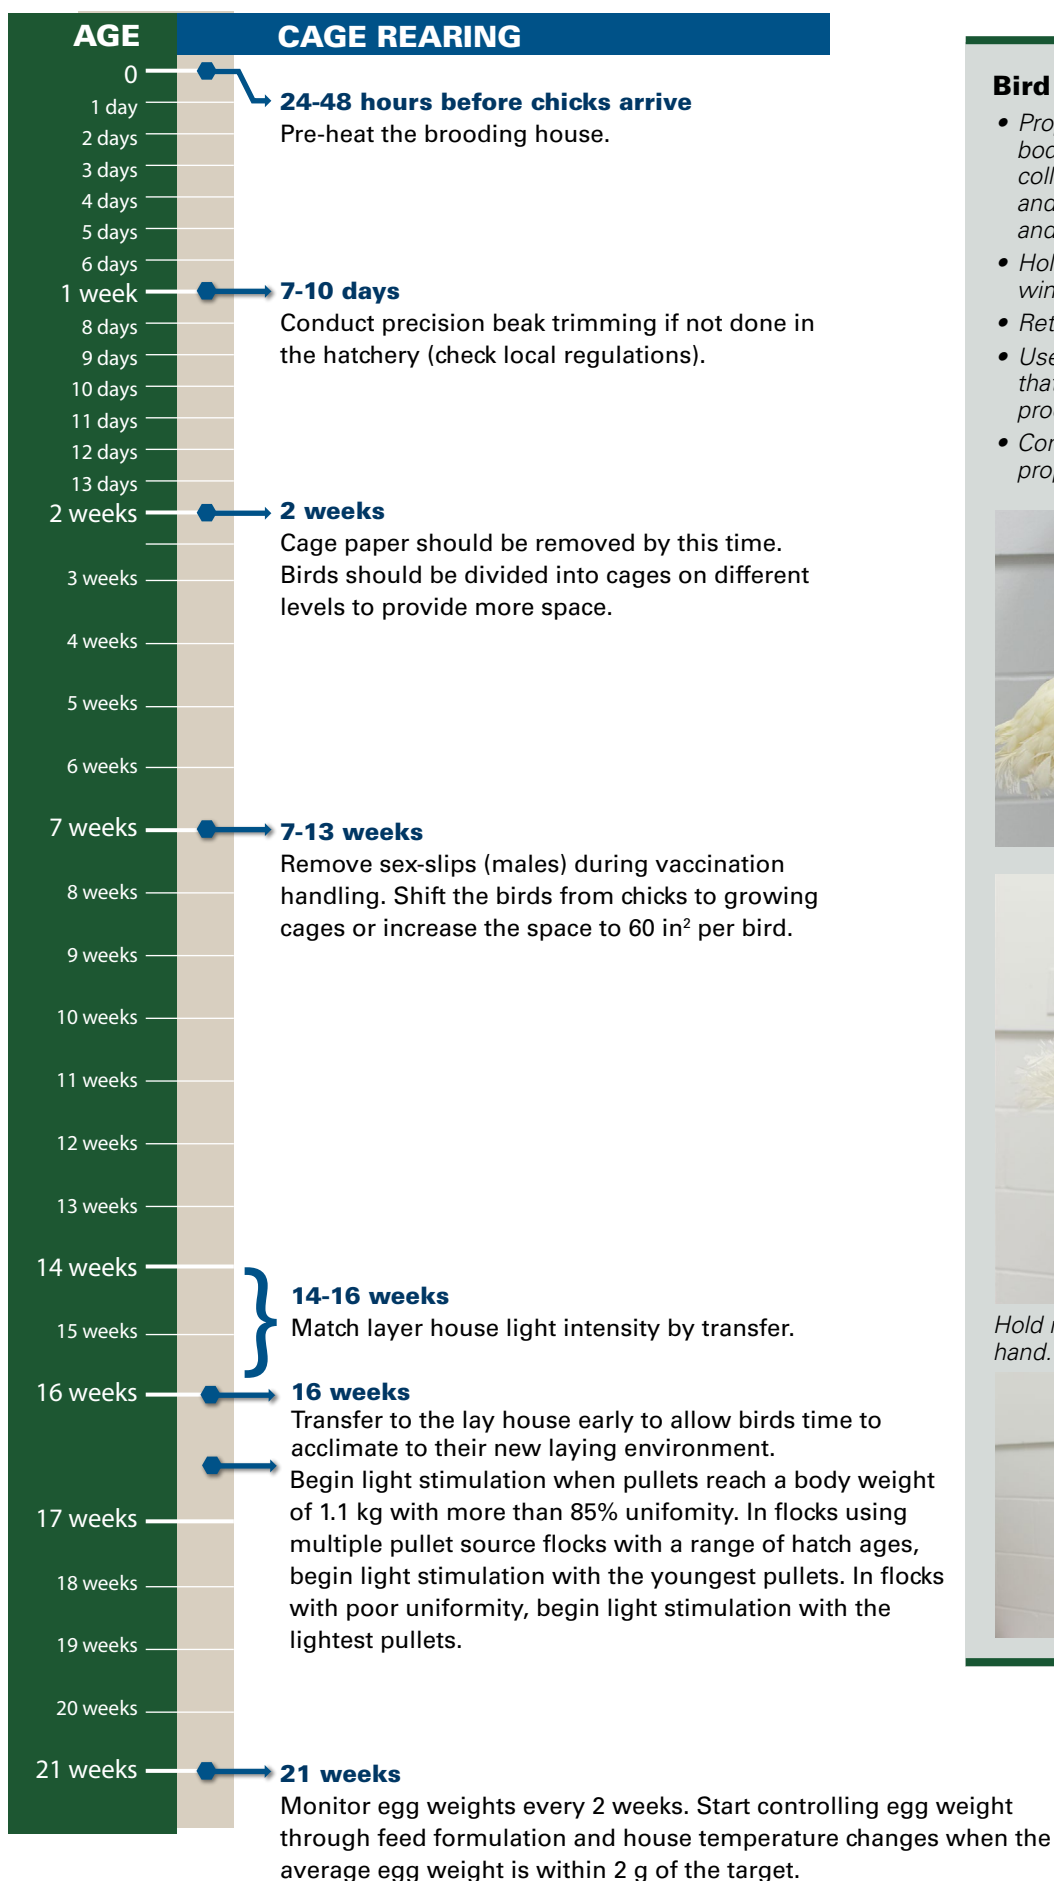 AGE
CAGE REARING
0
1 day
2 days
3 days
4 days
5 days
6 days
1 week
8 days
9 days
10 days
11 days
12 days
13 days
2 weeks
3 weeks
4 weeks
5 weeks
6 weeks
7 weeks
8 weeks
9 weeks
10 weeks
11 weeks
12 weeks
13 weeks
14 weeks
15 weeks
16 weeks
17 weeks
18 weeks
19 weeks
20 weeks
21 weeks
24-48 hours before chicks arrive
Pre-heat the brooding house.
7-10 days
Conduct precision beak trimming if not done in
the hatchery (check local regulations).
2 weeks
Cage paper should be removed by this time.
Birds should be divided into cages on different
levels to provide more space.
7-13 weeks
Remove sex-slips (males) during vaccination
handling. Shift the birds from chicks to growing
cages or increase the space to 60 in² per bird.
14-16 weeks
Match layer house light intensity by transfer.
16 weeks
Transfer to the lay house early to allow birds time to
acclimate to their new laying environment.
Begin light stimulation when pullets reach a body weight
of 1.1 kg with more than 85% unifomity. In flocks using
multiple pullet source flocks with a range of hatch ages,
begin light stimulation with the youngest pullets. In flocks
with poor uniformity, begin light stimulation with the
lightest pullets.
21 weeks
Monitor egg weights every 2 weeks. Start controlling egg weight
through feed formulation and house temperature changes when the
average egg weight is within 2 g of the target.
Bird
•
and
and
•
•
•
•
Hold
hand.